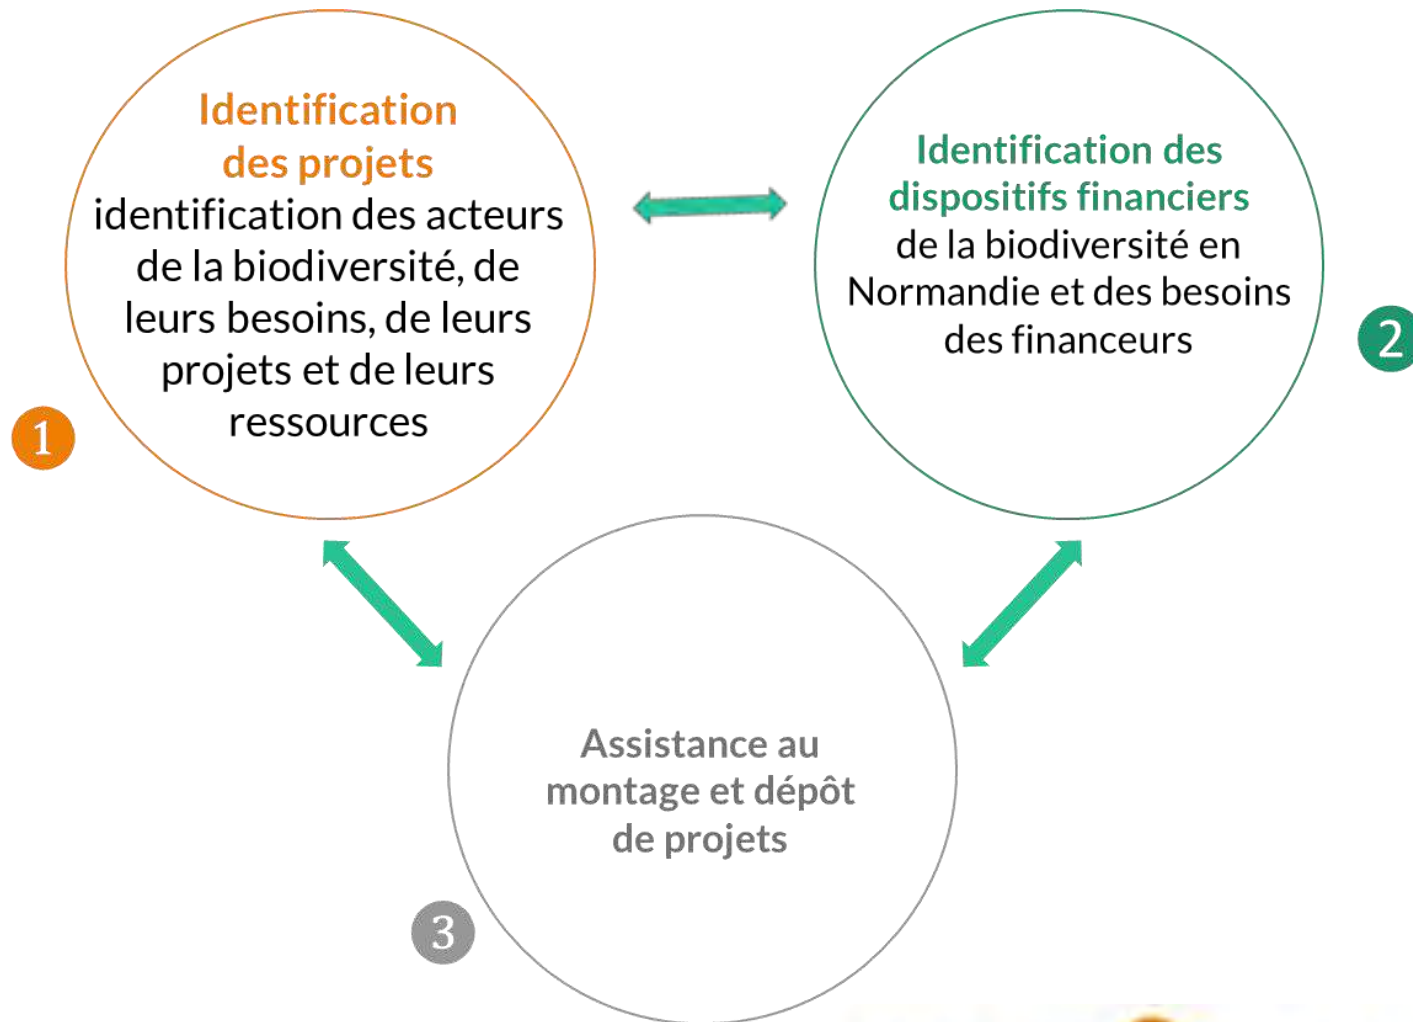 Identification
des projets
identification des acteurs
de la biodiversité, de
leurs besoins, de leurs
projets et de leurs
ressources
1
Identification des
dispositifs financiers
de la biodiversité en
Normandie et des besoins
des financeurs
2
Assistance au
montage et dépôt
de projets
3